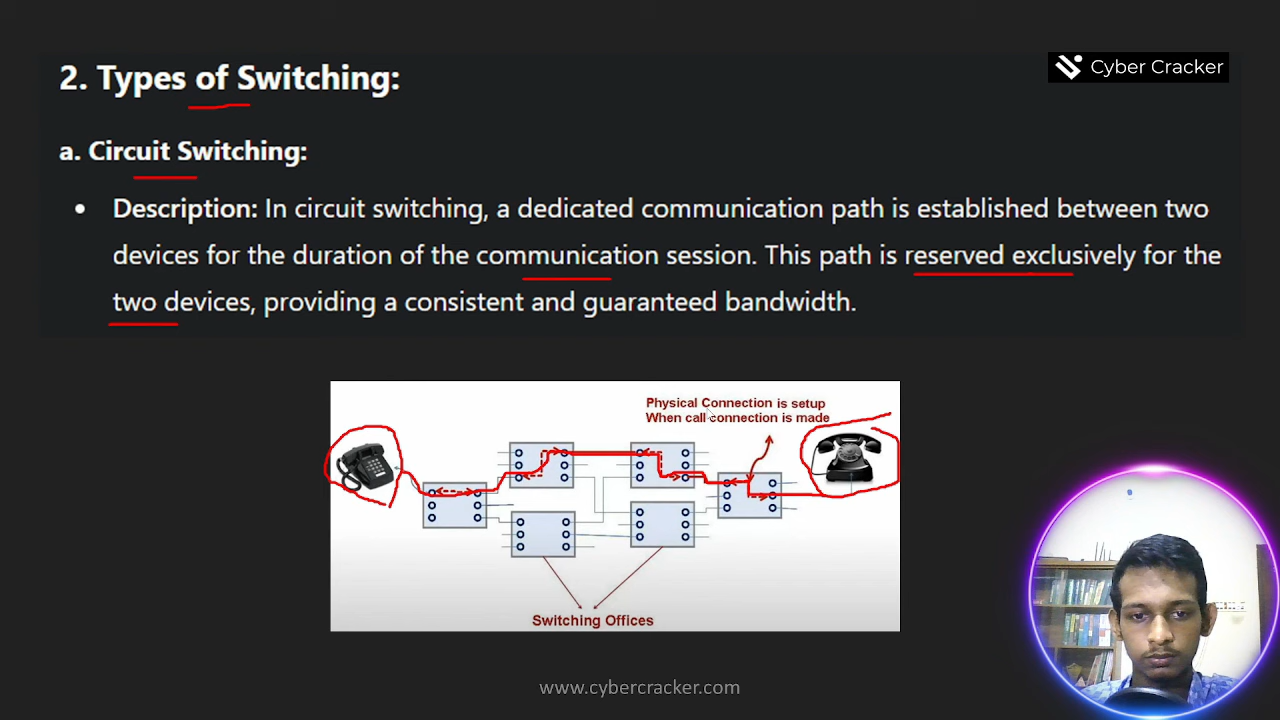 Cyber Cracker
2. Types of Switching:
a. Circuit Switching:
• Description: In circuit switching, a dedicated communication path is established between two
devices for the duration of the communication session. This path is reserved exclusively for the
two devices, providing a consistent and guaranteed bandwidth.
Physical Connection is setup
When call connection is made
Switching Offices
www.cybercracker.com